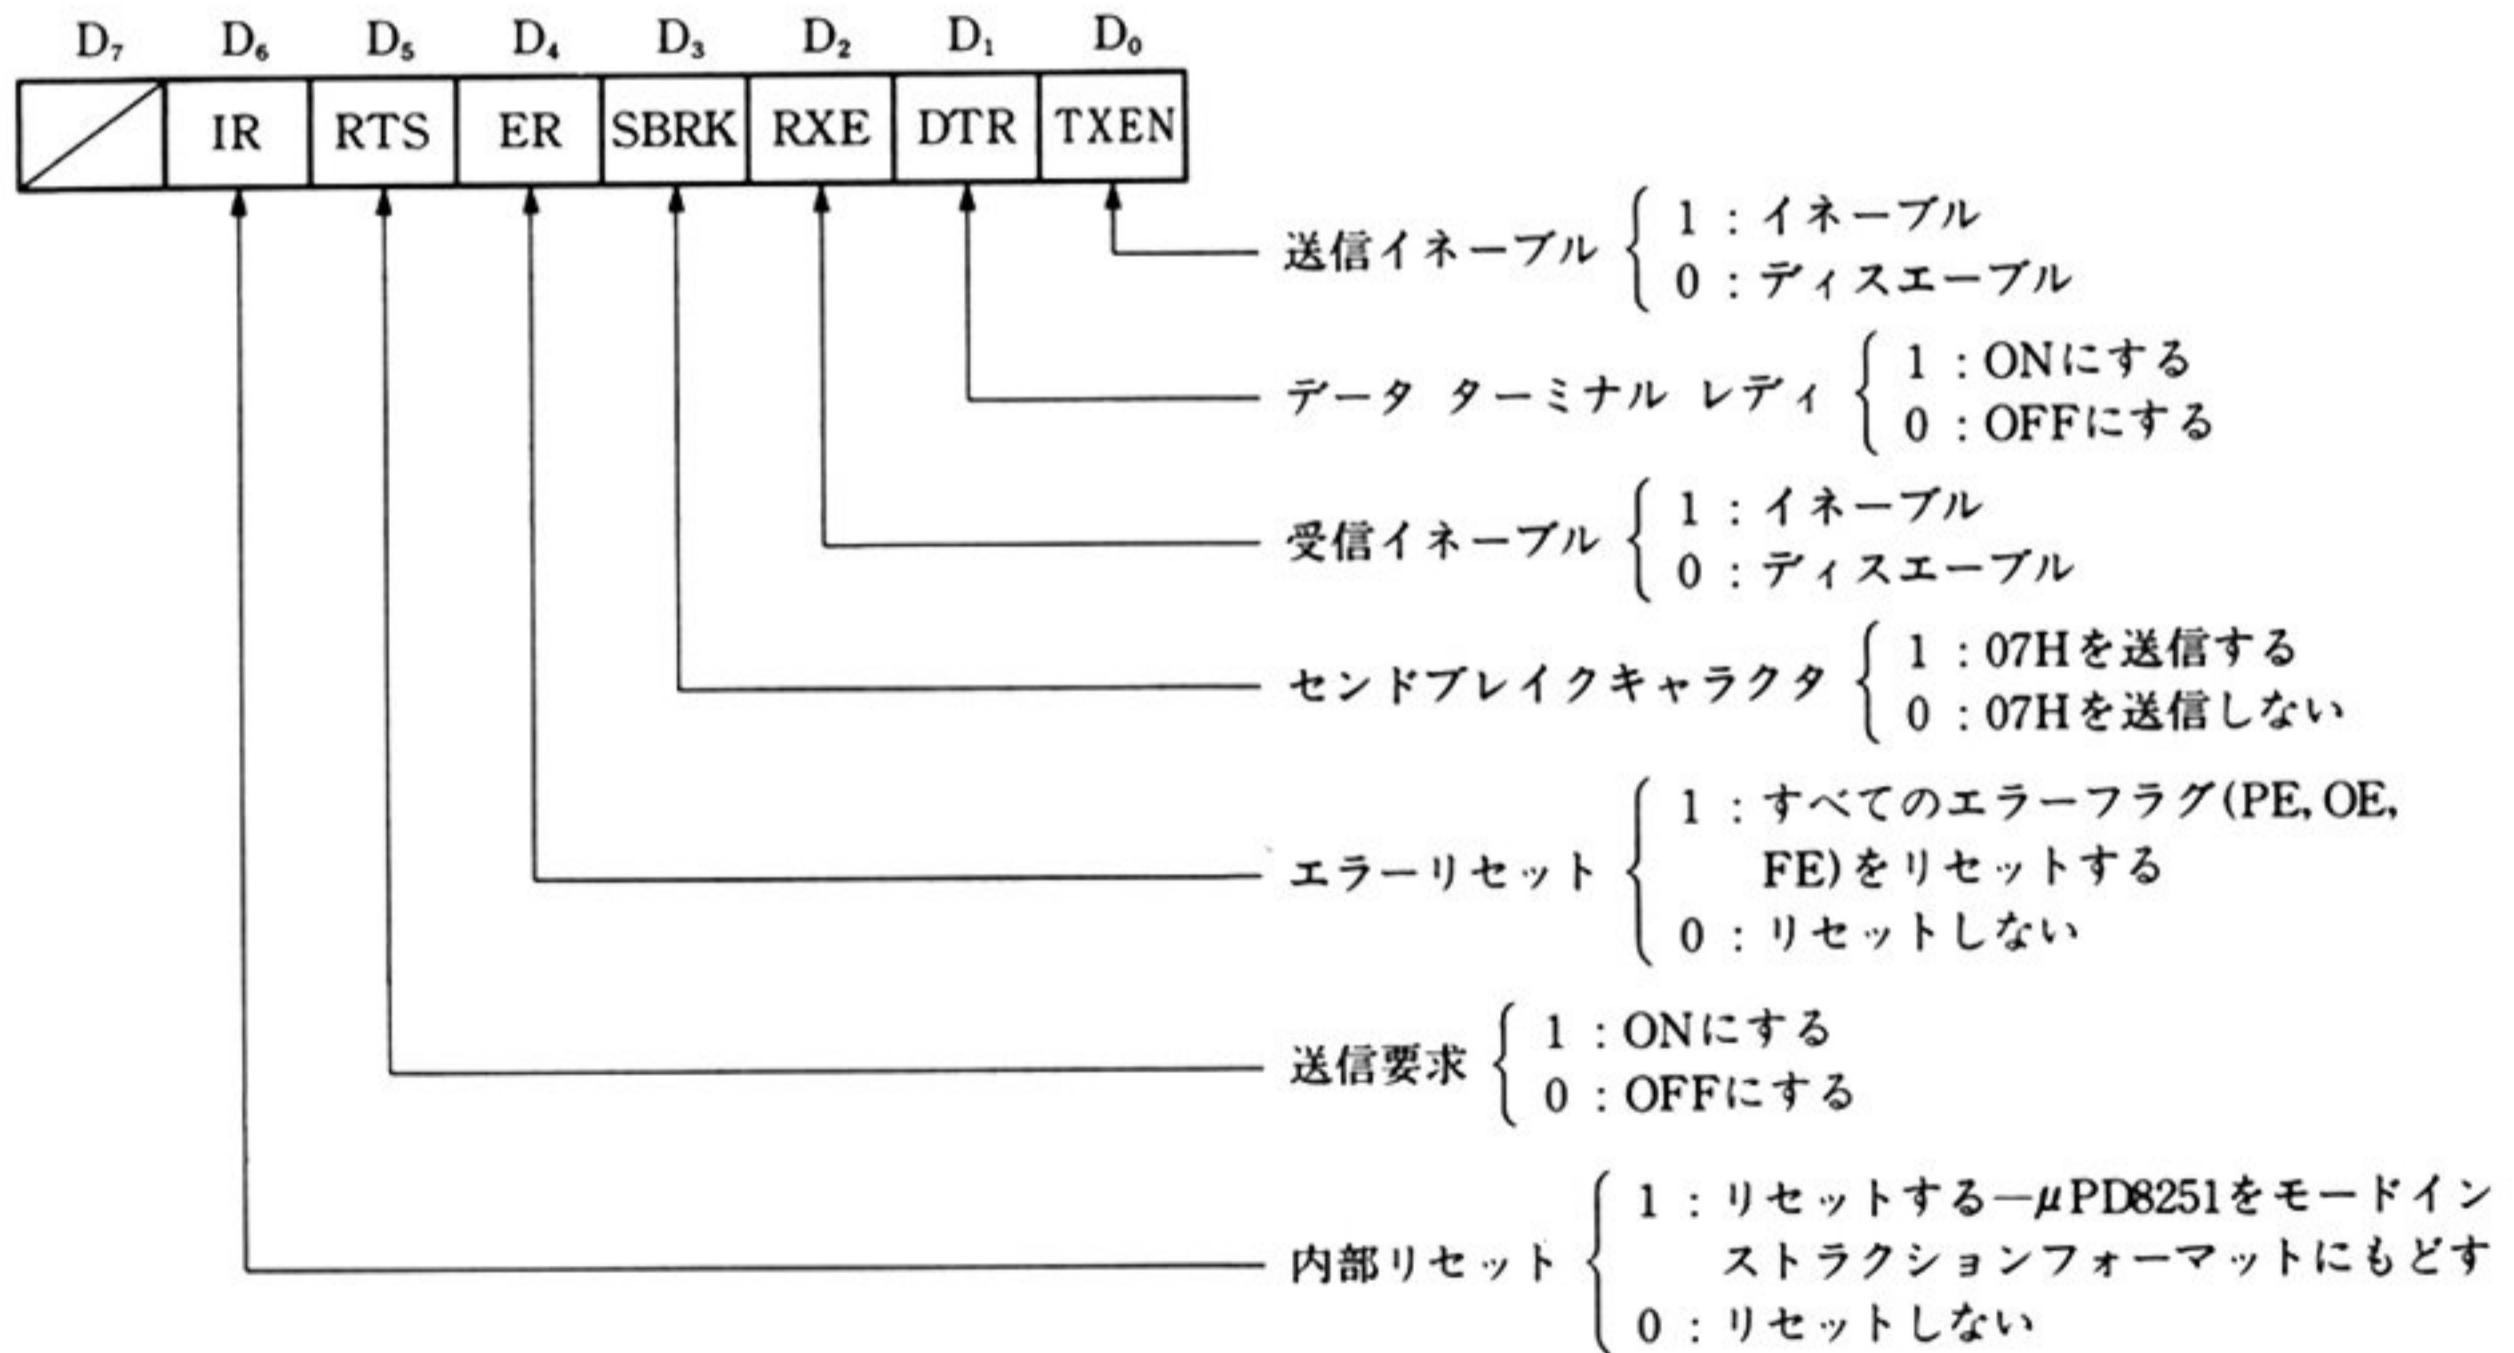 D₇ D₆ D₅ D₄ D₃ D₂ D₁ D₀
IR RTS ER SBRK RXE DTR TXEN
送信イネーブル
1 : イネーブル
0 : ディスエーブル
データ ターミナル レディ
1 : ONにする
0 : OFFにする
受信イネーブル
1 : イネーブル
0 : ディスエーブル
センドブレイクキャラクタ
1 : 07Hを送信する
0 : 07Hを送信しない
エラーリセット
1 : すべてのエラーフラグ(PE, OE,
FE)をリセットする
0 : リセットしない
送信要求
1 : ONにする
0 : OFFにする
内部リセット
1 : リセットする—μPD8251をモードイン
ストラクションフォーマットにもどす
0 : リセットしない